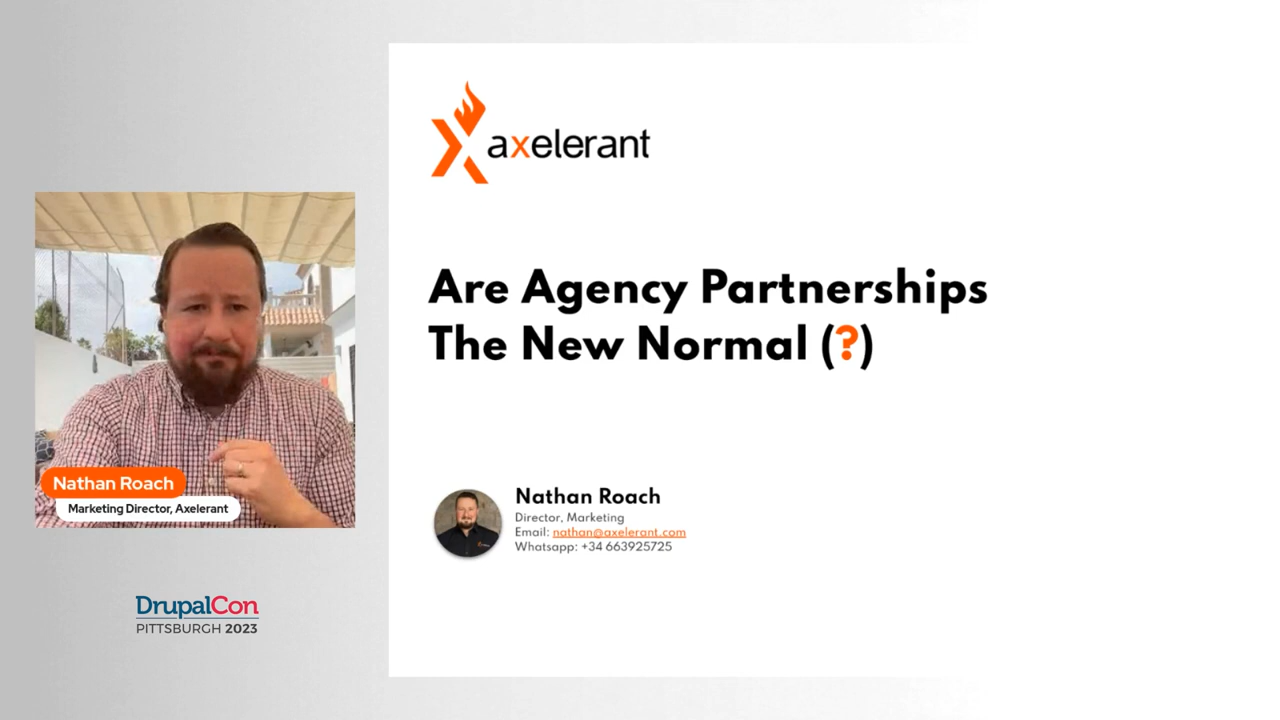 axelerant
Are Agency Partnerships
The New Normal (?)
Nathan Roach
Director, Marketing
Email: nathan@axelerant.com
Whatsapp: +34 663925725
Nathan Roach
Marketing Director, Axelerant
DrupalCon
PITTSBURGH 2023